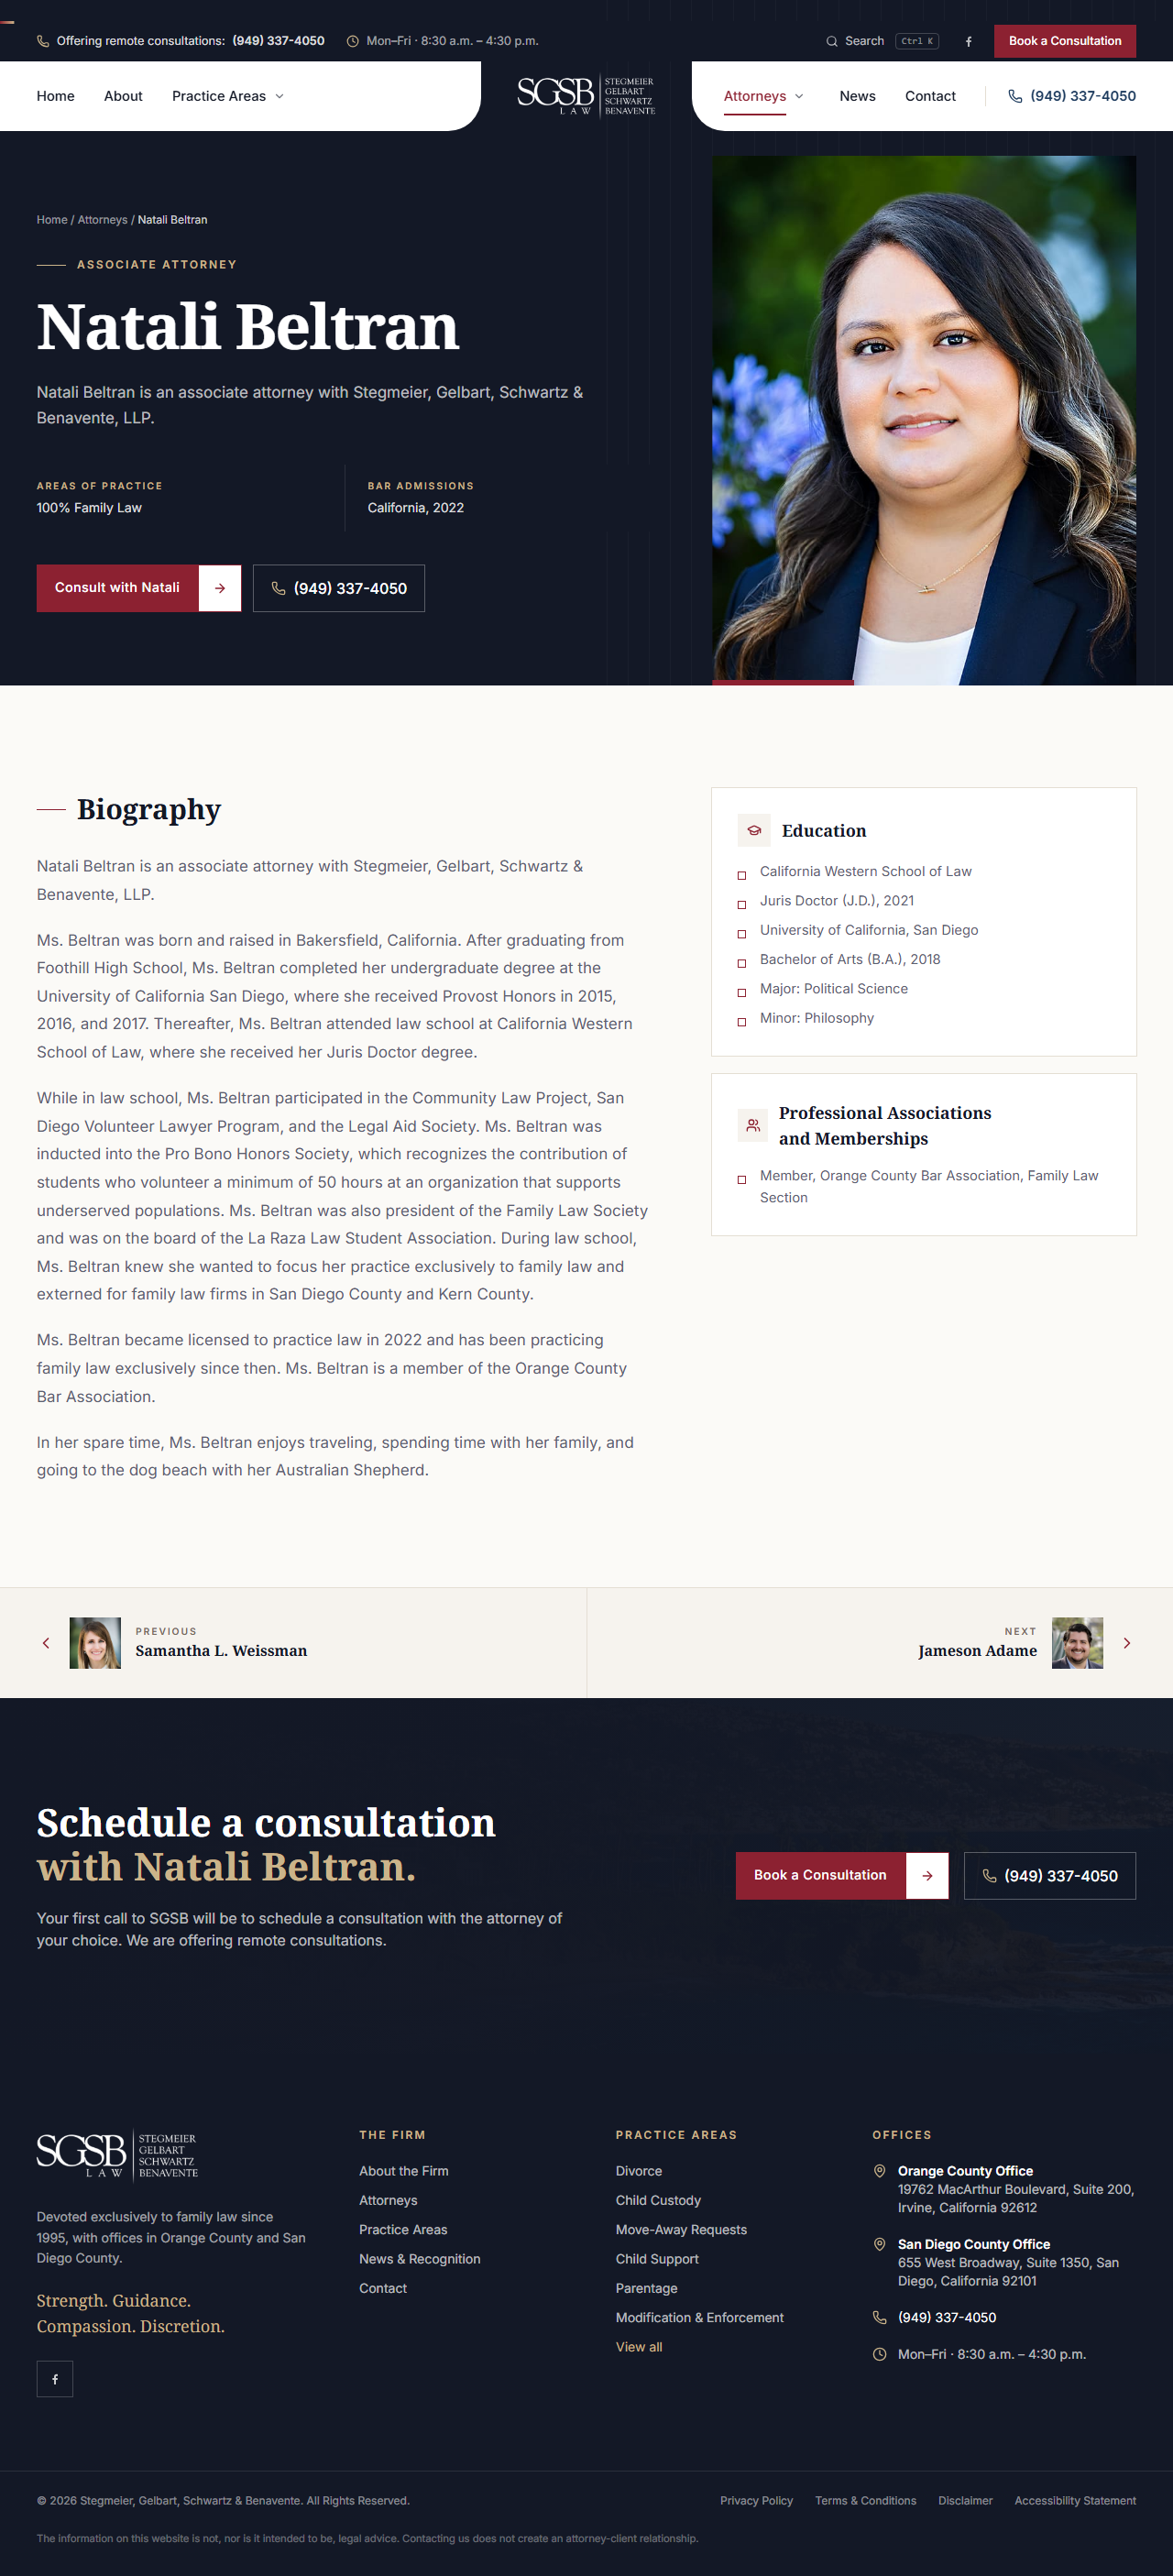 Offering remote consultations: (949) 337-4050
Mon–Fri · 8:30 a.m. – 4:30 p.m.
Search Ctrl K
Book a Consultation
Home About Practice Areas
SGSB LAW
STEGMEIER
GELBART
SCHWARTZ
BENAVENTE
Attorneys News Contact (949) 337-4050
Home / Attorneys / Natali Beltran
ASSOCIATE ATTORNEY
Natali Beltran
Natali Beltran is an associate attorney with Stegmeier, Gelbart, Schwartz &
Benavente, LLP.
AREAS OF PRACTICE
100% Family Law
BAR ADMISSIONS
California, 2022
Consult with Natali
(949) 337-4050
Biography
Natali Beltran is an associate attorney with Stegmeier, Gelbart, Schwartz &
Benavente, LLP.
Ms. Beltran was born and raised in Bakersfield, California. After graduating from
Foothill High School, Ms. Beltran completed her undergraduate degree at the
University of California San Diego, where she received Provost Honors in 2015,
2016, and 2017. Thereafter, Ms. Beltran attended law school at California Western
School of Law, where she received her Juris Doctor degree.
While in law school, Ms. Beltran participated in the Community Law Project, San
Diego Volunteer Lawyer Program, and the Legal Aid Society. Ms. Beltran was
inducted into the Pro Bono Honors Society, which recognizes the contribution of
students who volunteer a minimum of 50 hours at an organization that supports
underserved populations. Ms. Beltran was also president of the Family Law Society
and was on the board of the La Raza Law Student Association. During law school,
Ms. Beltran knew she wanted to focus her practice exclusively to family law and
externed for family law firms in San Diego County and Kern County.
Ms. Beltran became licensed to practice law in 2022 and has been practicing
family law exclusively since then. Ms. Beltran is a member of the Orange County
Bar Association.
In her spare time, Ms. Beltran enjoys traveling, spending time with her family, and
going to the dog beach with her Australian Shepherd.
Education
California Western School of Law
Juris Doctor (J.D.), 2021
University of California, San Diego
Bachelor of Arts (B.A.), 2018
Major: Political Science
Minor: Philosophy
Professional Associations
and Memberships
Member, Orange County Bar Association, Family Law
Section
PREVIOUS
Samantha L. Weissman
NEXT
Jameson Adame
Schedule a consultation
with Natali Beltran.
Your first call to SGSB will be to schedule a consultation with the attorney of
your choice. We are offering remote consultations.
Book a Consultation
(949) 337-4050
SGSB LAW
STEGMEIER
GELBART
SCHWARTZ
BENAVENTE
Devoted exclusively to family law since
1995, with offices in Orange County and San
Diego County.
Strength. Guidance.
Compassion. Discretion.
THE FIRM
About the Firm
Attorneys
Practice Areas
News & Recognition
Contact
PRACTICE AREAS
Divorce
Child Custody
Move-Away Requests
Child Support
Parentage
Modification & Enforcement
View all
OFFICES
Orange County Office
19762 MacArthur Boulevard, Suite 200,
Irvine, California 92612
San Diego County Office
655 West Broadway, Suite 1350, San
Diego, California 92101
(949) 337-4050
Mon–Fri · 8:30 a.m. – 4:30 p.m.
© 2026 Stegmeier, Gelbart, Schwartz & Benavente. All Rights Reserved.
Privacy Policy Terms & Conditions Disclaimer Accessibility Statement
The information on this website is not, nor is it intended to be, legal advice. Contacting us does not create an attorney-client relationship.